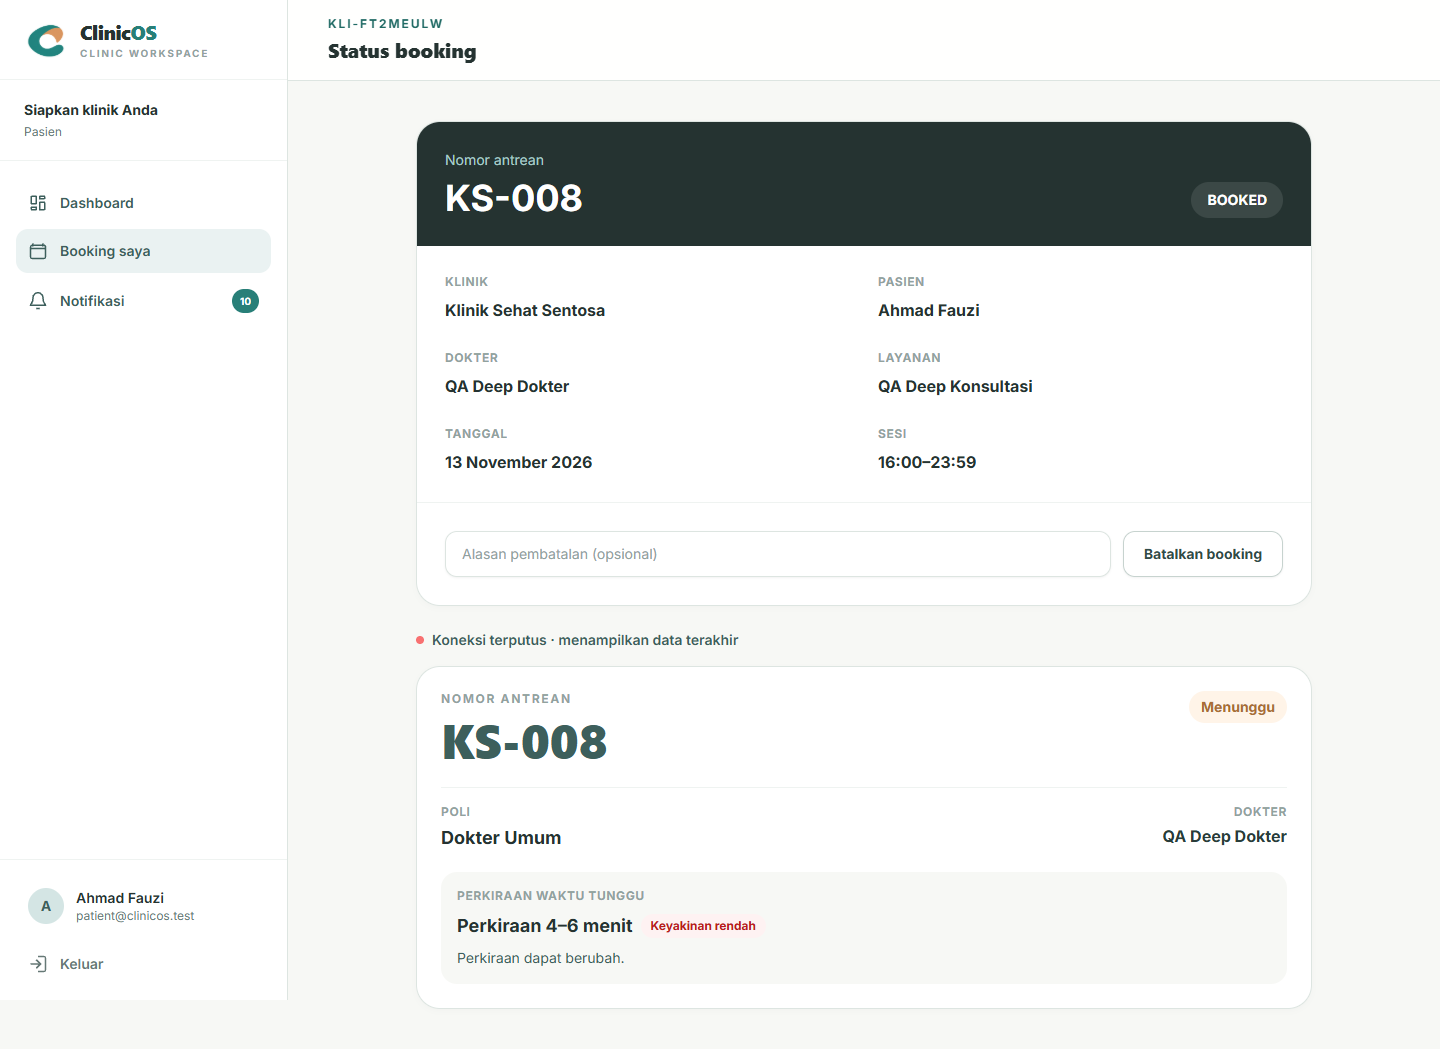 ClinicOS
CLINIC WORKSPACE
Siapkan klinik Anda
Pasien
Dashboard
Booking saya
Notifikasi 10
Ahmad Fauzi
A
patient@clinicos.test
Keluar
KLI-FT2MEULW
Status booking
Nomor antrean
KS-008
BOOKED
KLINIK
Klinik Sehat Sentosa
PASIEN
Ahmad Fauzi
DOKTER
QA Deep Dokter
LAYANAN
QA Deep Konsultasi
TANGGAL
13 November 2026
SESI
16:00–23:59
Alasan pembatalan (opsional)
Batalkan booking
Koneksi terputus · menampilkan data terakhir
NOMOR ANTREAN
KS-008
Menunggu
POLI
Dokter Umum
DOKTER
QA Deep Dokter
PERKIRAAN WAKTU TUNGGU
Perkiraan 4–6 menit Keyakinan rendah
Perkiraan dapat berubah.